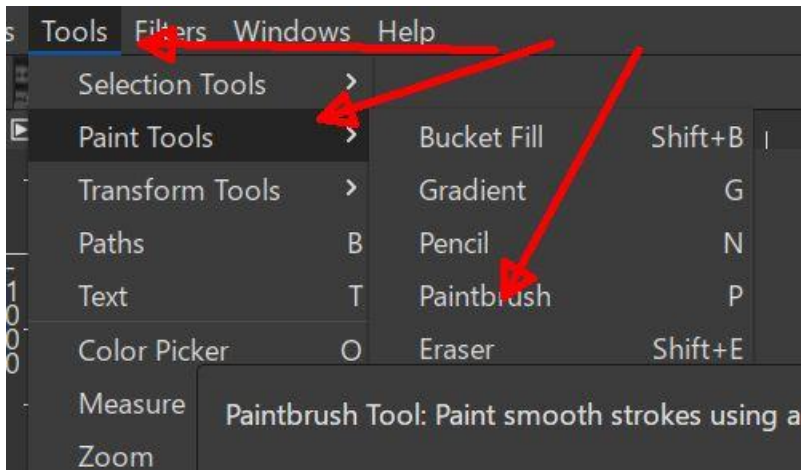 Tools Filters Windows Help
Selection Tools
Paint Tools
Bucket Fill Shift+B
Transform Tools
Gradient G
Paths B
Pencil N
Text T
Paintbrush P
Color Picker O
Eraser Shift+E
Measure
Paintbrush Tool: Paint smooth strokes using a
Zoom